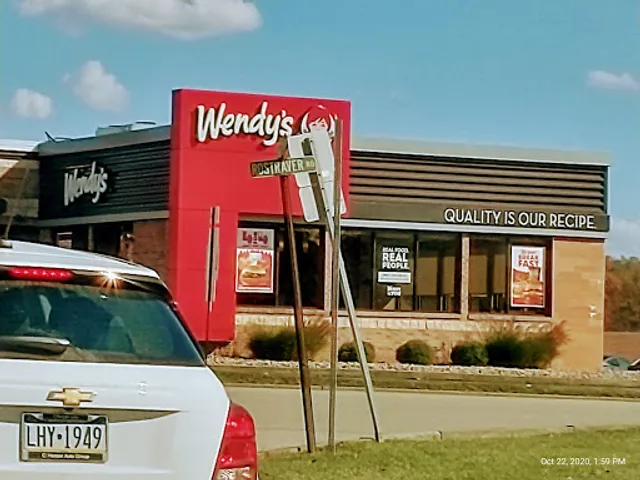 Wendy's
ROSTRAVER RD
Wendy's
QUALITY IS OUR RECIPE.
REAL FOOD.
REAL
PEOPLE.
BREAK
FAST
LHY•1949
Oct 22, 2020, 1:59 PM